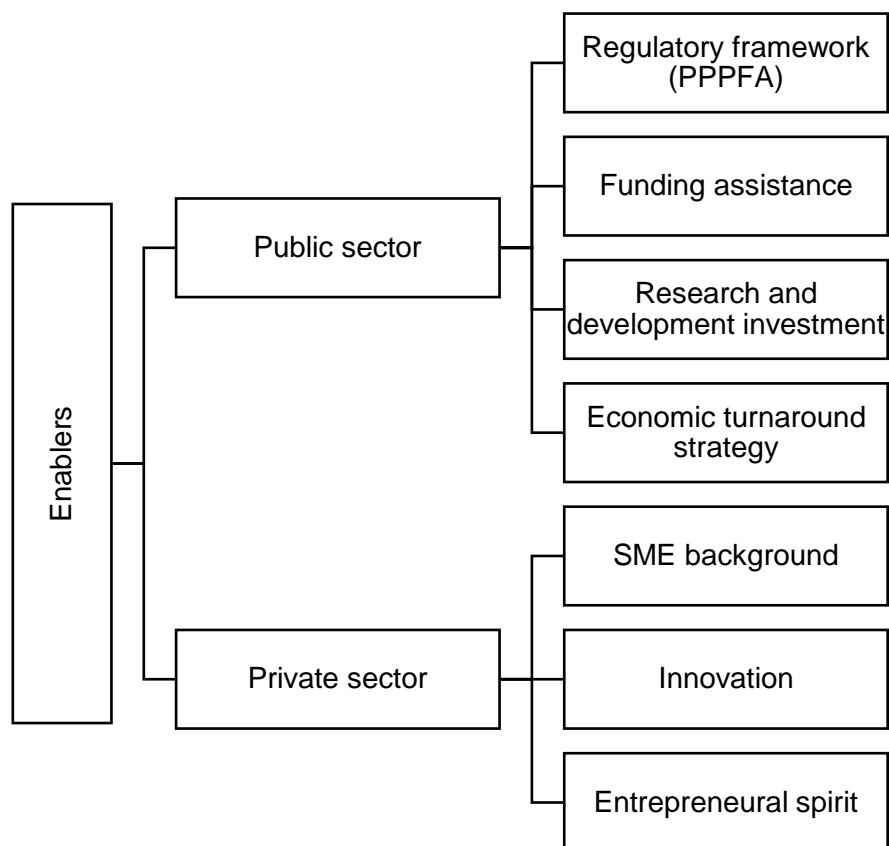 Enablers
Public sector
Regulatory framework
(PPPFA)
Funding assistance
Research and
development investment
Economic turnaround
strategy
Private sector
SME background
Innovation
Entrepreneural spirit